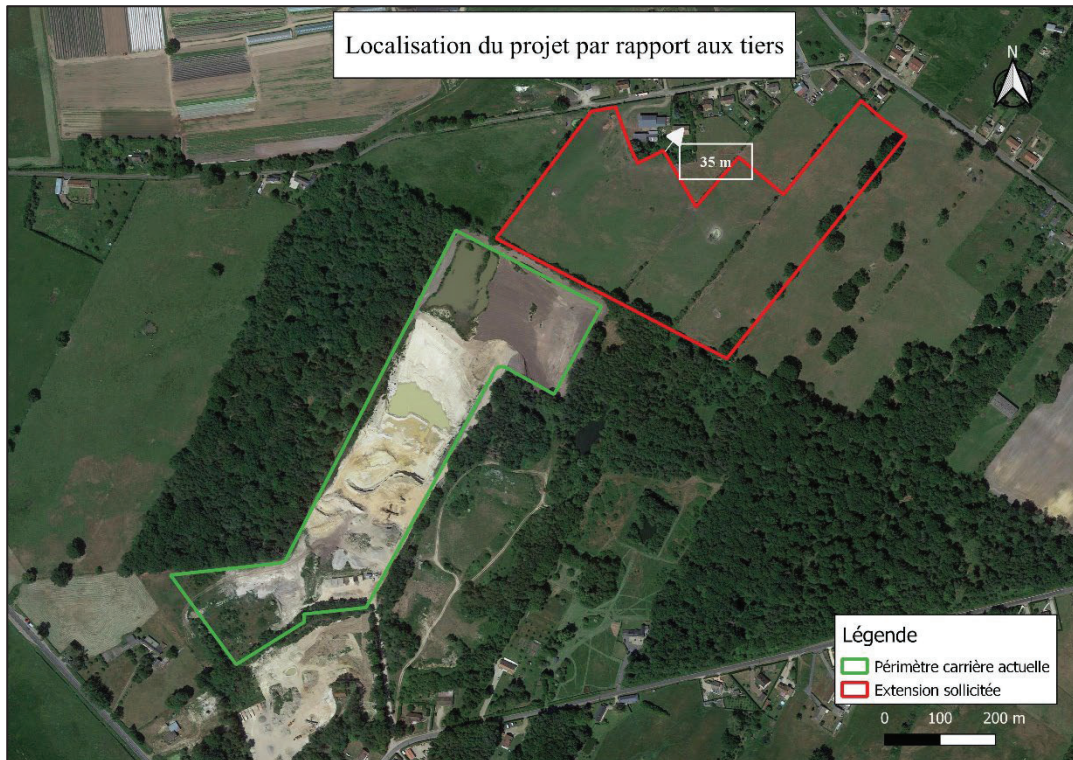 Localisation du projet par rapport aux tiers
N
35 m
Légende
Périmètre carrière actuelle
Extension sollicitée
0 100 200 m